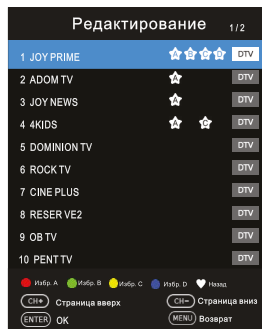 Редактирование 1/2
1 JOY PRIME A B C D DTV
2 ADOM TV A DTV
3 JOY NEWS A DTV
4 4KIDS A C DTV
5 DOMINION TV DTV
6 ROCK TV DTV
7 CINE PLUS DTV
8 RESER VE2 DTV
9 OB TV DTV
10 PENT TV DTV
Избр. A Избр. B Избр. C Избр. D Назад
CH+ Страница вверх CH- Страница вниз
ENTER OK MENU Возврат